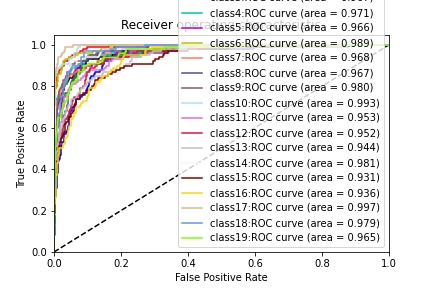 Receiver
class4:ROC curve (area = 0.971)
class5:ROC curve (area = 0.966)
class6:ROC curve (area = 0.989)
class7:ROC curve (area = 0.968)
class8:ROC curve (area = 0.967)
class9:ROC curve (area = 0.980)
class10:ROC curve (area = 0.993)
class11:ROC curve (area = 0.953)
class12:ROC curve (area = 0.952)
class13:ROC curve (area = 0.944)
class14:ROC curve (area = 0.981)
class15:ROC curve (area = 0.931)
class16:ROC curve (area = 0.936)
class17:ROC curve (area = 0.997)
class18:ROC curve (area = 0.979)
class19:ROC curve (area = 0.965)
True Positive Rate
1.0
0.8
0.6
0.4
0.2
0.0
0.0 0.2 0.4 0.6 0.8 1.0
False Positive Rate